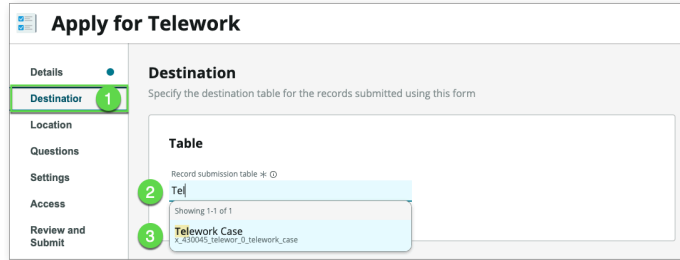 Apply for Telework
Details
Destination
1
Location
Questions
Settings
Access
Review and
Submit
Destination
Specify the destination table for the records submitted using this form
Table
Record submission table
2
Tel
Showing 1-1 of 1
3
Telework Case
x_430045_telewor_0_telework_case